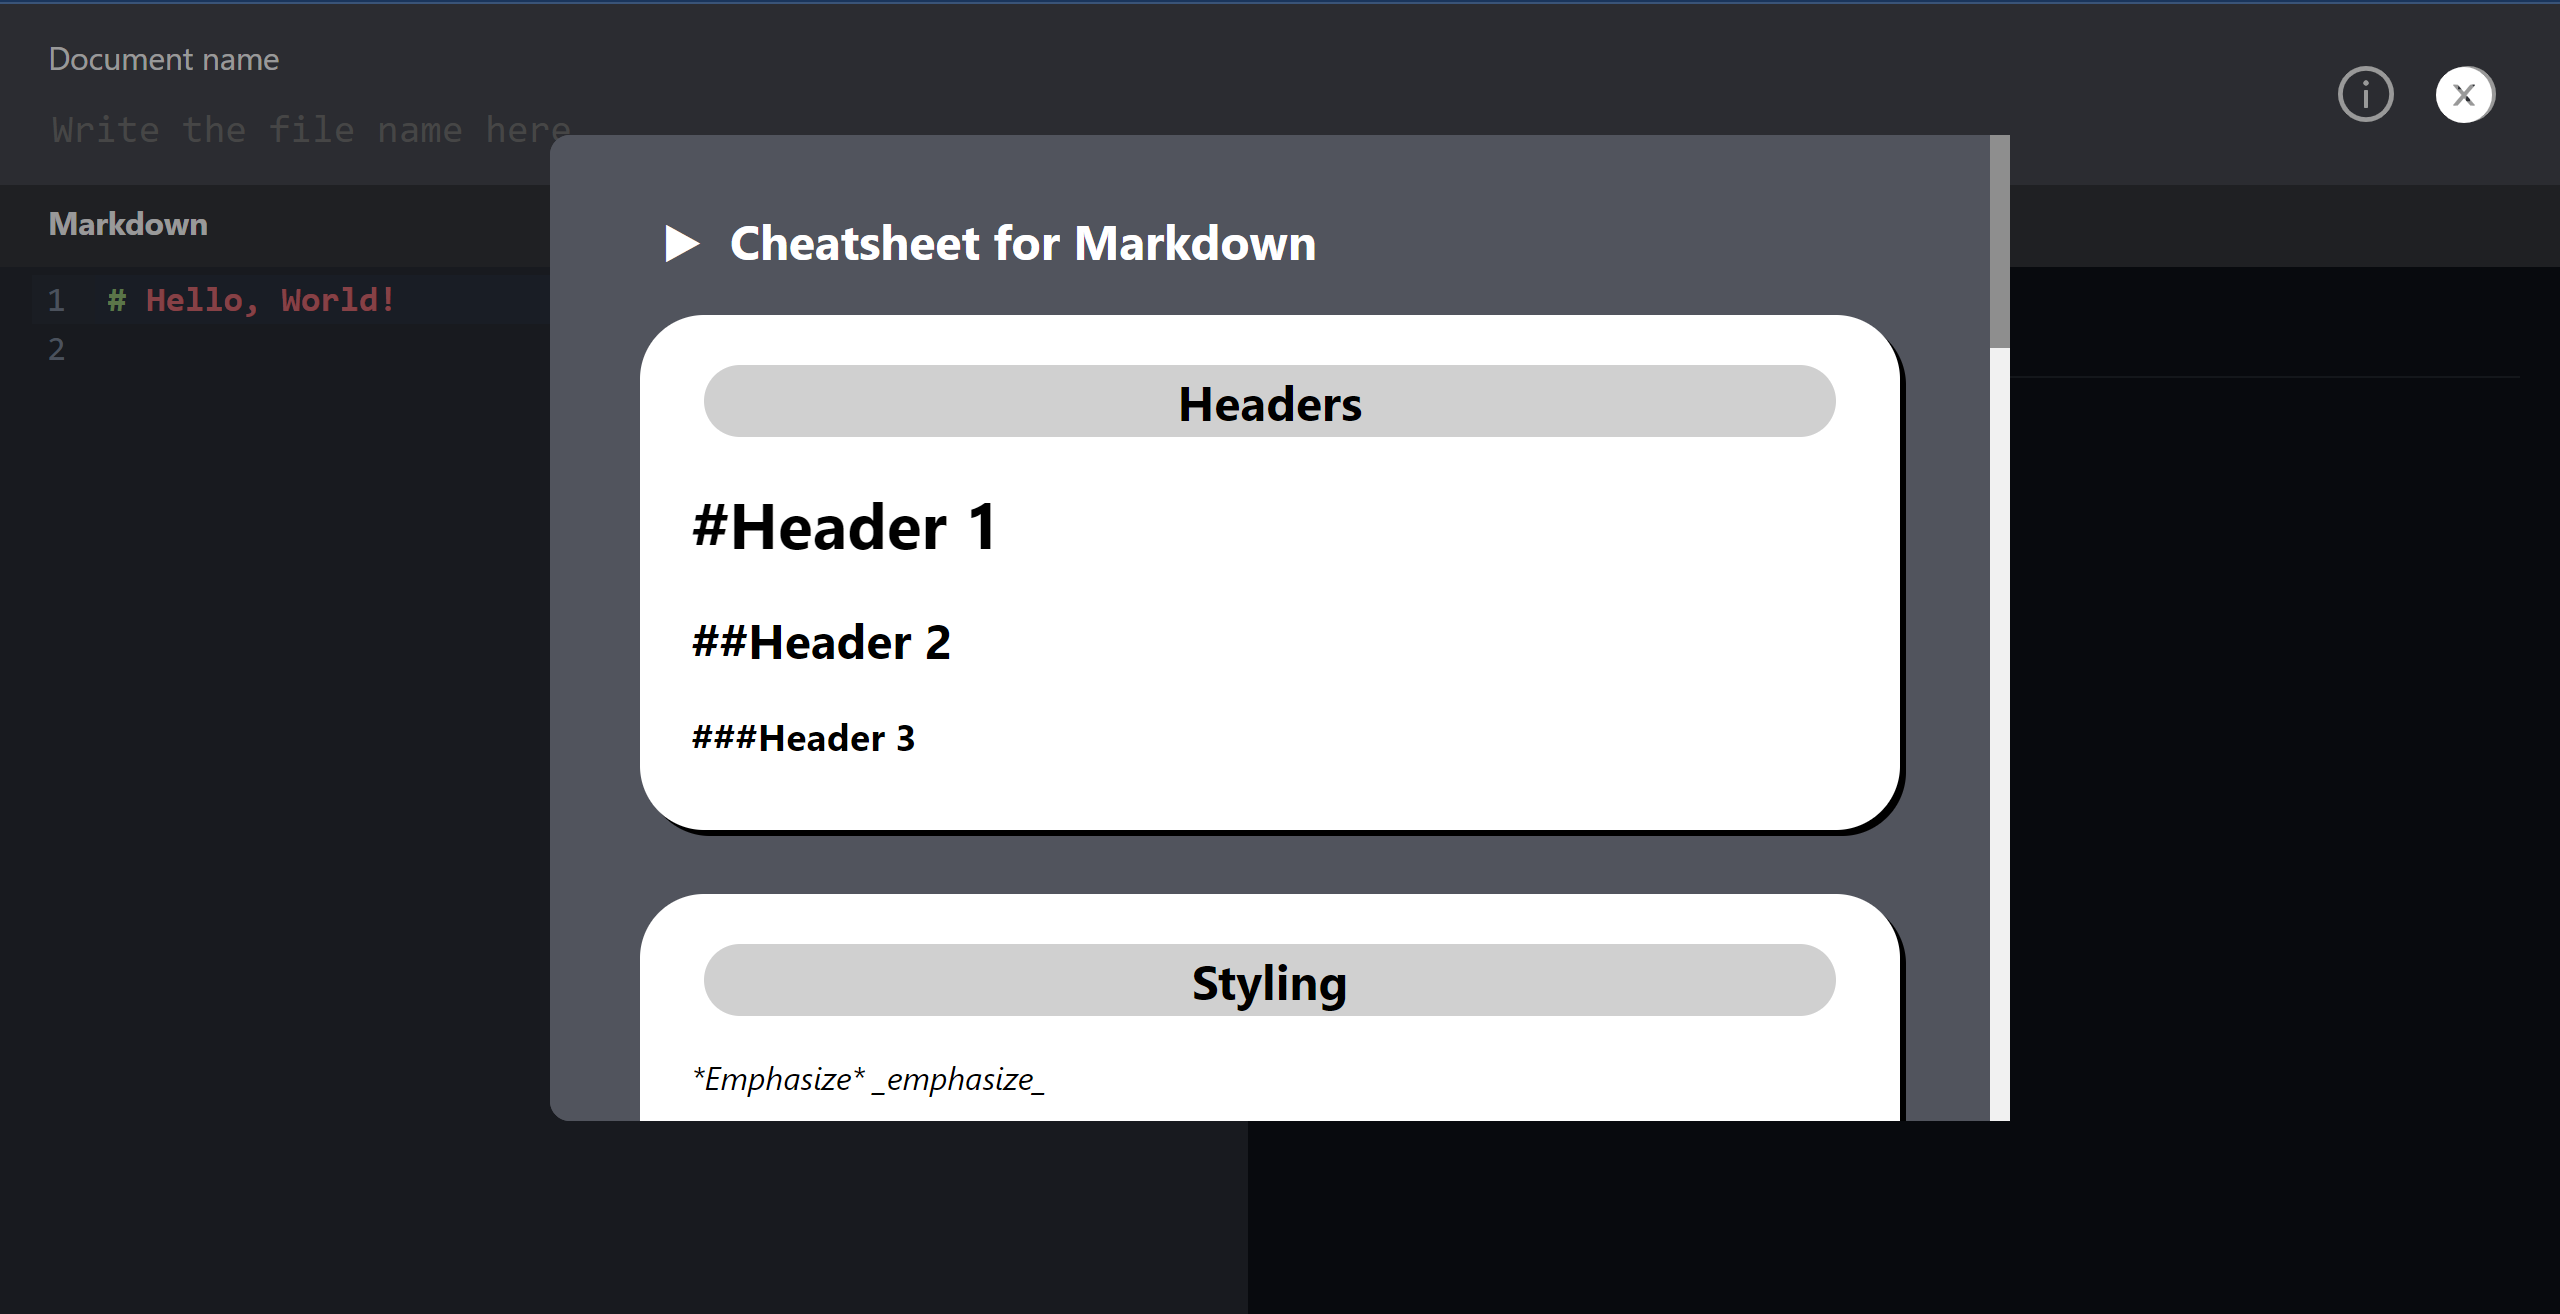 Document name
Write the file name here
Markdown
1 # Hello, World!
2
▶ Cheatsheet for Markdown
Headers
#Header 1
##Header 2
###Header 3
Styling
*Emphasize* _emphasize_
i
X